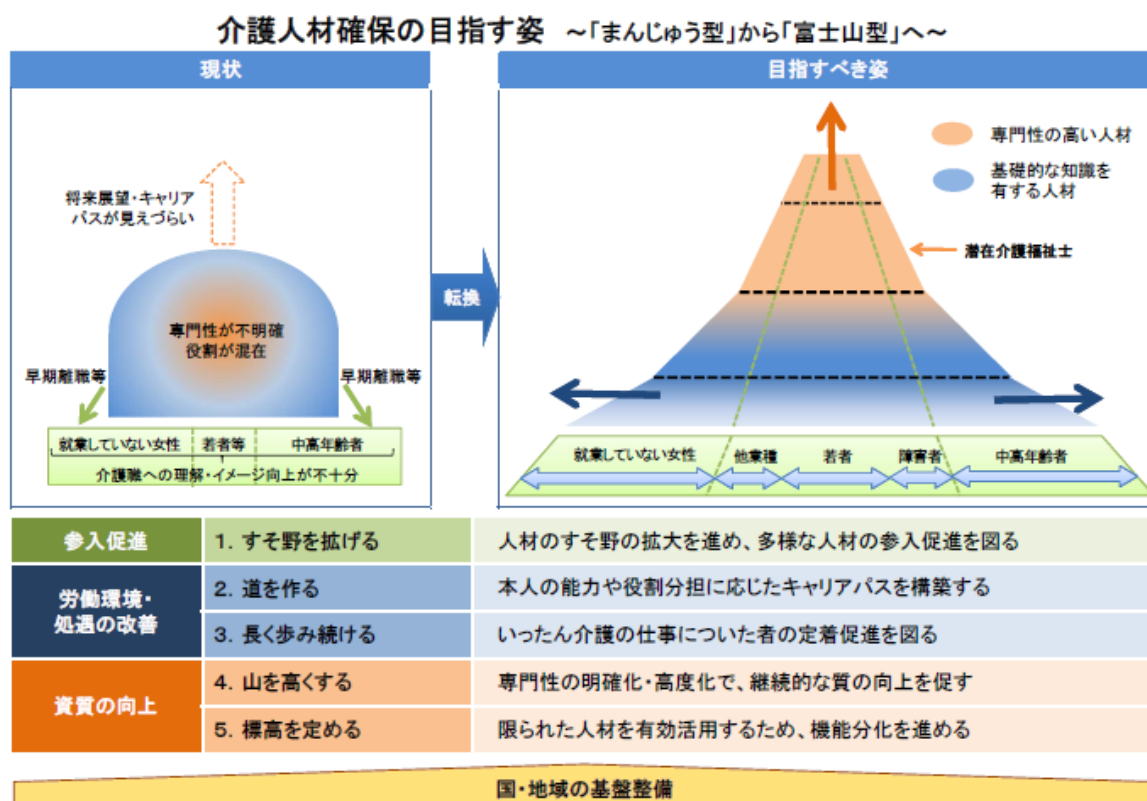 介護人材確保の目指す姿 ～「まんじゅう型」から「富士山型」へ～
現状
将来展望・キャリア
パスが見えづらい
専門性が不明確
役割が混在
早期離職等
早期離職等
就業していない女性
若者等
中高年齢者
介護職への理解・イメージ向上が不十分
転換
目指すべき姿
専門性の高い人材
基礎的な知識を
有する人材
潜在介護福祉士
就業していない女性
他業種
若者
障害者
中高年齢者
参入促進
1．すそ野を拡げる
人材のすそ野の拡大を進め、多様な人材の参入促進を図る
労働環境・
処遇の改善
2．道を作る
本人の能力や役割分担に応じたキャリアパスを構築する
3．長く歩み続ける
いったん介護の仕事についた者の定着促進を図る
資質の向上
4．山を高くする
専門性の明確化・高度化で、継続的な質の向上を促す
5．標高を定める
限られた人材を有効活用するため、機能分化を進める
国・地域の基盤整備